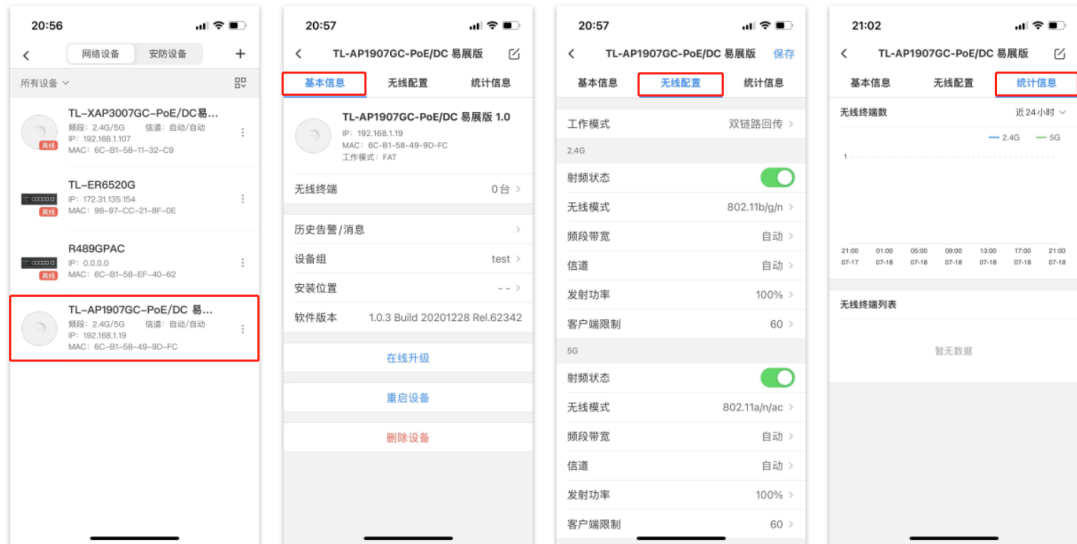 20:56
网络设备 安防设备
所有设备
TL-XAP3007GC-PoE/DC易...
频段: 2.4G/5G 信道: 自动/自动
IP: 192.168.1.107
MAC: 6C-B1-58-11-32-C9
离线
TL-ER6520G
IP: 172.31.135.154
MAC: 98-97-CC-21-8F-0E
离线
R489GPAC
IP: 0.0.0.0
MAC: 6C-B1-58-EF-40-62
离线
TL-AP1907GC-PoE/DC 易...
频段: 2.4G/5G 信道: 自动/自动
IP: 192.168.1.19
MAC: 6C-B1-58-49-9D-FC
20:57
TL-AP1907GC-PoE/DC 易展版
基本信息 无线配置 统计信息
TL-AP1907GC-PoE/DC 易展版 1.0
IP: 192.168.1.19
MAC: 6C-B1-58-49-9D-FC
工作模式: FAT
无线终端 0台
历史告警/消息
设备组 test
安装位置 --
软件版本 1.0.3 Build 20201228 Rel.62342
在线升级
重启设备
删除设备
20:57
TL-AP1907GC-PoE/DC 易展版 保存
基本信息 无线配置 统计信息
工作模式 双链路回传
2.4G
射频状态
无线模式 802.11b/g/n
频段带宽 自动
信道 自动
发射功率 100%
客户端限制 60
5G
射频状态
无线模式 802.11a/n/ac
频段带宽 自动
信道 自动
发射功率 100%
客户端限制 60
21:02
TL-AP1907GC-PoE/DC 易展版
基本信息 无线配置 统计信息
无线终端数 近24小时
2.4G 5G
1
21:00 01:00 05:00 09:00 13:00 17:00 21:00
07-17 07-18 07-18 07-18 07-18 07-18 07-18
无线终端列表
暂无数据